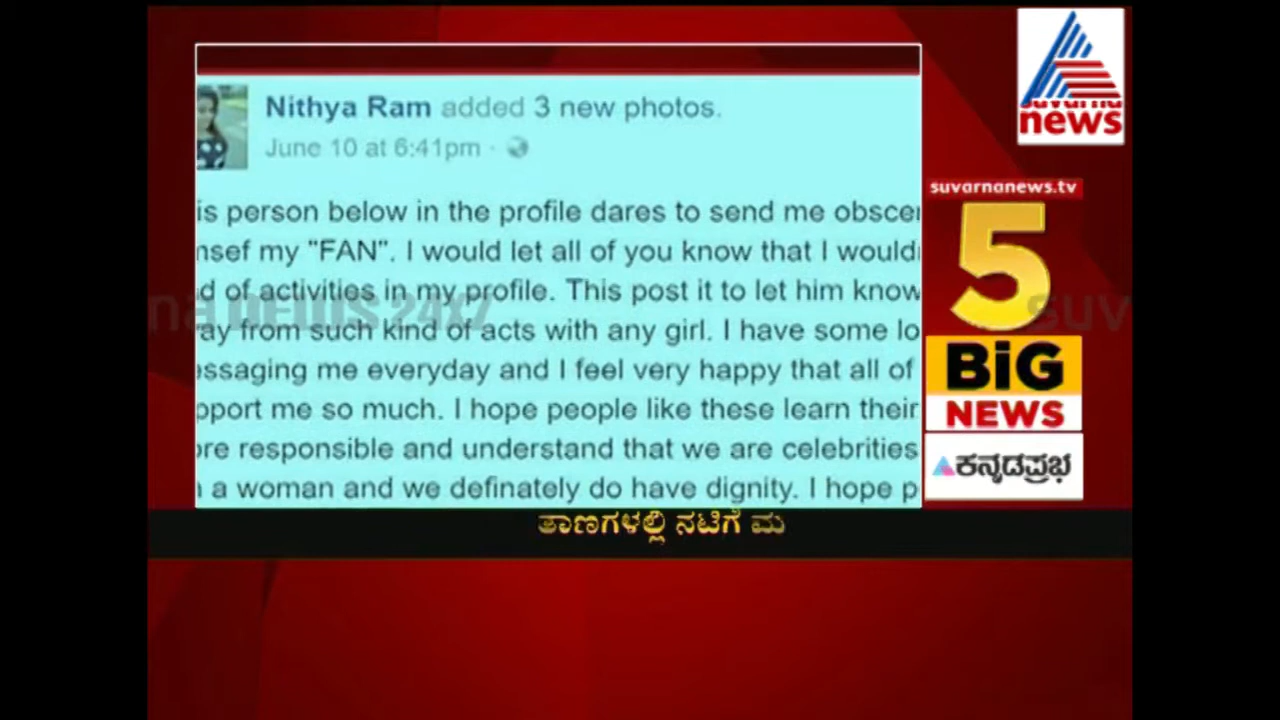 Nithya Ram added 3 new photos.
June 10 at 6:41pm ·
is person below in the profile dares to send me obscer
nsef my "FAN". I would let all of you know that I would
d of activities in my profile. This post it to let him know
ay from such kind of acts with any girl. I have some lo
essaging me everyday and I feel very happy that all of
pport me so much. I hope people like these learn their
ore responsible and understand that we are celebrities
a woman and we definately do have dignity. I hope p
suvarna
news
suvarnanews.tv
5
BiG
NEWS
ಕನ್ನಡಪ್ರಭ
na news 24x7
suv
ತಾಣಗಳಲ್ಲಿ ನಟಿಗೆ ಮ